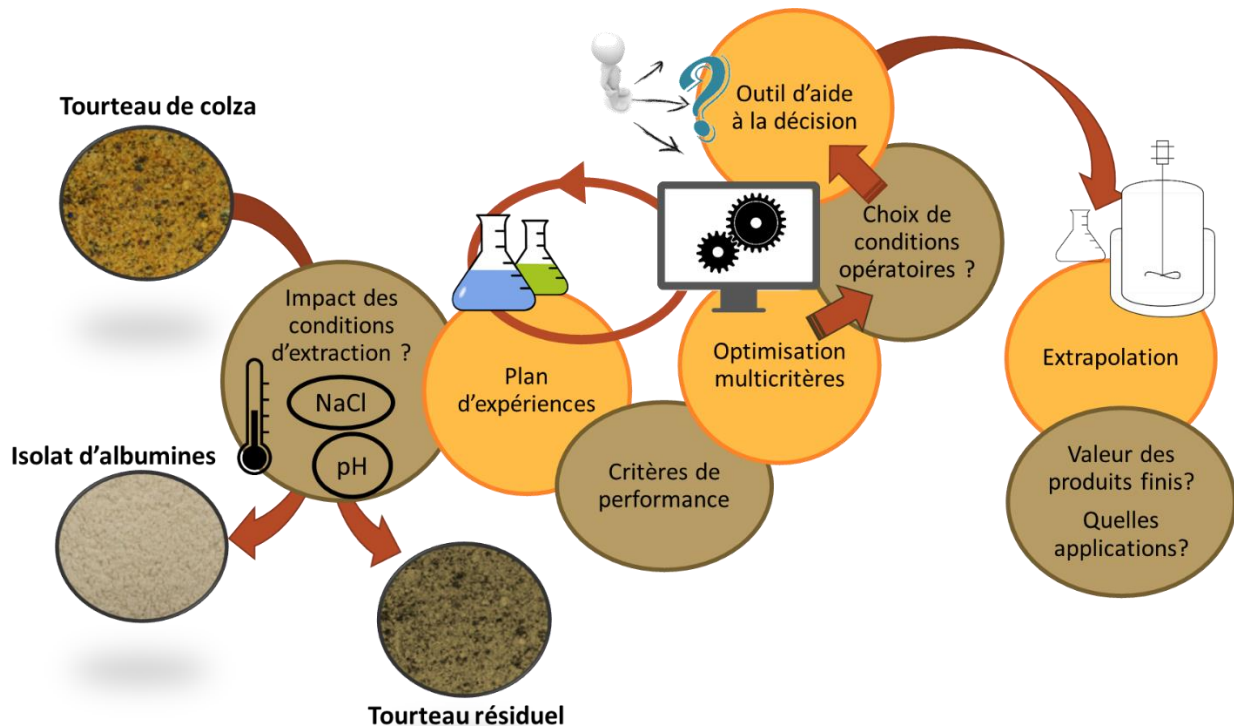 Tourteau de colza
Impact des
conditions
d'extraction ?
NaCl
pH
Isolat d'albumines
Tourteau résiduel
Plan
d'expériences
Critères de
performance
Optimisation
multicritères
Choix de
conditions
opératoires ?
Outil d'aide
à la décision
?
Extrapolation
Valeur des
produits finis?
Quelles
applications?